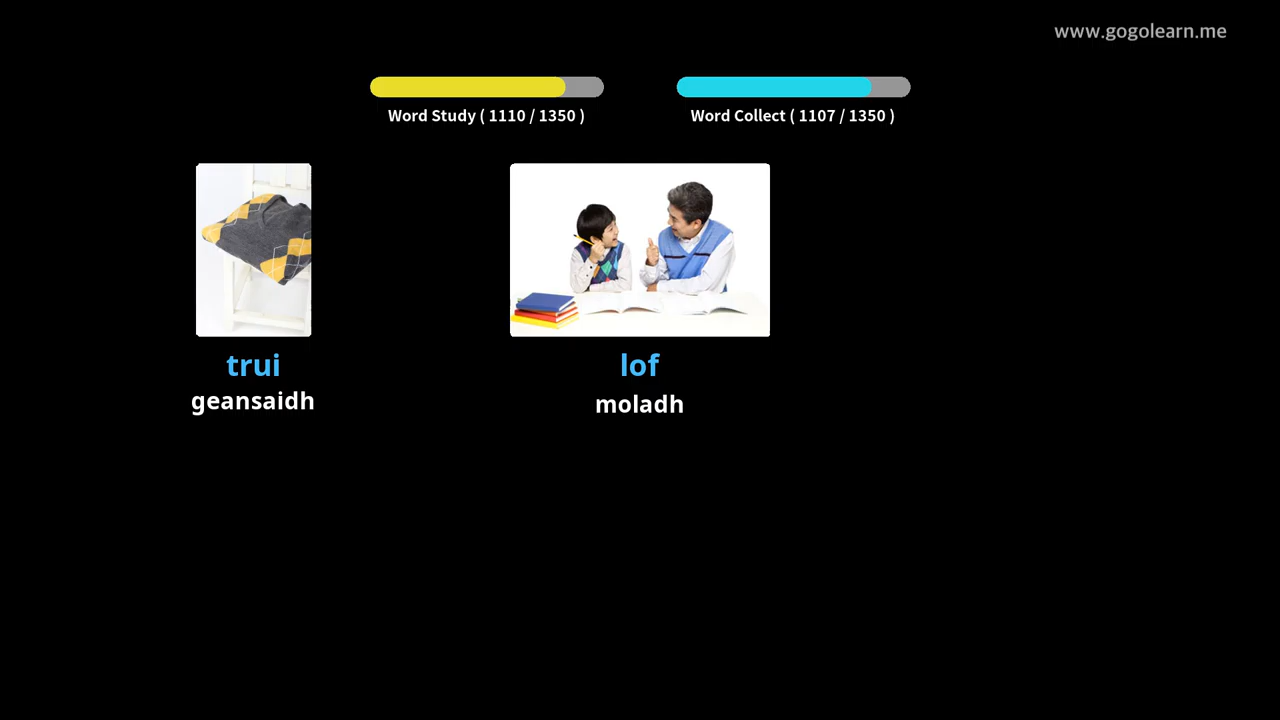 www.gogolearn.me
Word Study ( 1110 / 1350 )
Word Collect ( 1107 / 1350 )
trui
geansaidh
lof
moladh